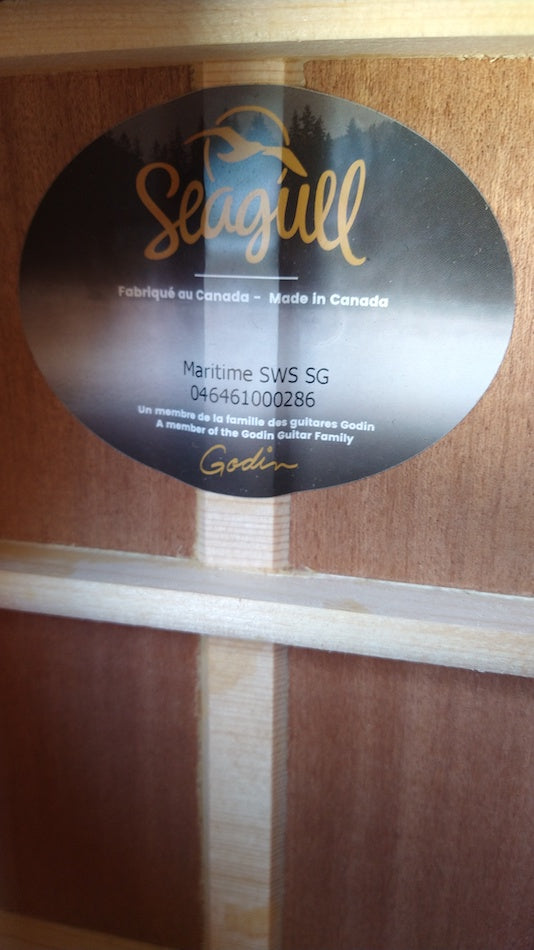 Seagull
Fabriqué au Canada - Made in Canada
Maritime SWS SG
046461000286
Un membre de la famille des guitares Godin
A member of the Godin Guitar Family
Godin